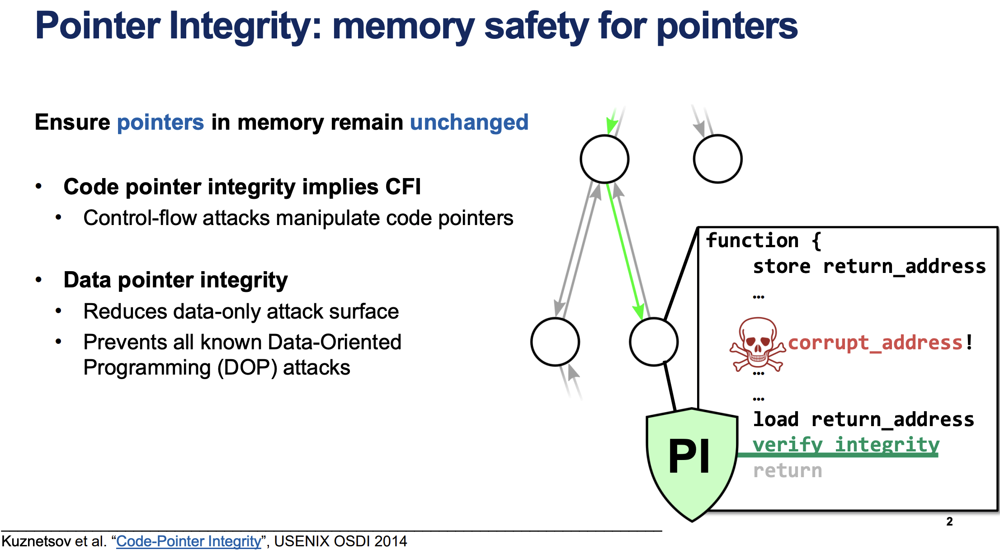 Pointer Integrity: memory safety for pointers
Ensure pointers in memory remain unchanged
• Code pointer integrity implies CFI
• Control-flow attacks manipulate code pointers
• Data pointer integrity
• Reduces data-only attack surface
• Prevents all known Data-Oriented
Programming (DOP) attacks
function {
store return_address
…
corrupt_address!
…
…
load return_address
verify integrity
return
PI
2
Kuznetsov et al. “Code-Pointer Integrity”, USENIX OSDI 2014